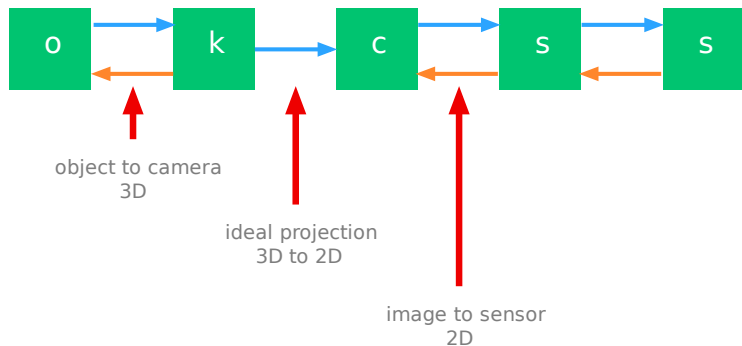 o k c s s
object to camera
3D
ideal projection
3D to 2D
image to sensor
2D